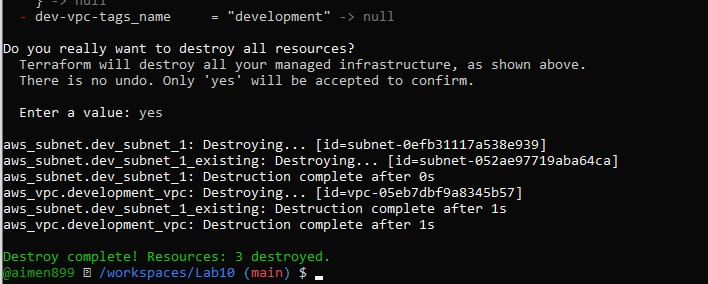 } -> null
- dev-vpc-tags_name     = "development" -> null
Do you really want to destroy all resources?
Terraform will destroy all your managed infrastructure, as shown above.
There is no undo. Only 'yes' will be accepted to confirm.
Enter a value: yes
aws_subnet.dev_subnet_1: Destroying... [id=subnet-0efb31117a538e939]
aws_subnet.dev_subnet_1_existing: Destroying... [id=subnet-052ae97719aba64ca]
aws_subnet.dev_subnet_1: Destruction complete after 0s
aws_vpc.development_vpc: Destroying... [id=vpc-05eb7dbf9a8345b57]
aws_subnet.dev_subnet_1_existing: Destruction complete after 1s
aws_vpc.development_vpc: Destruction complete after 1s
Destroy complete! Resources: 3 destroyed.
@aimen899 /workspaces/Lab10 (main) $